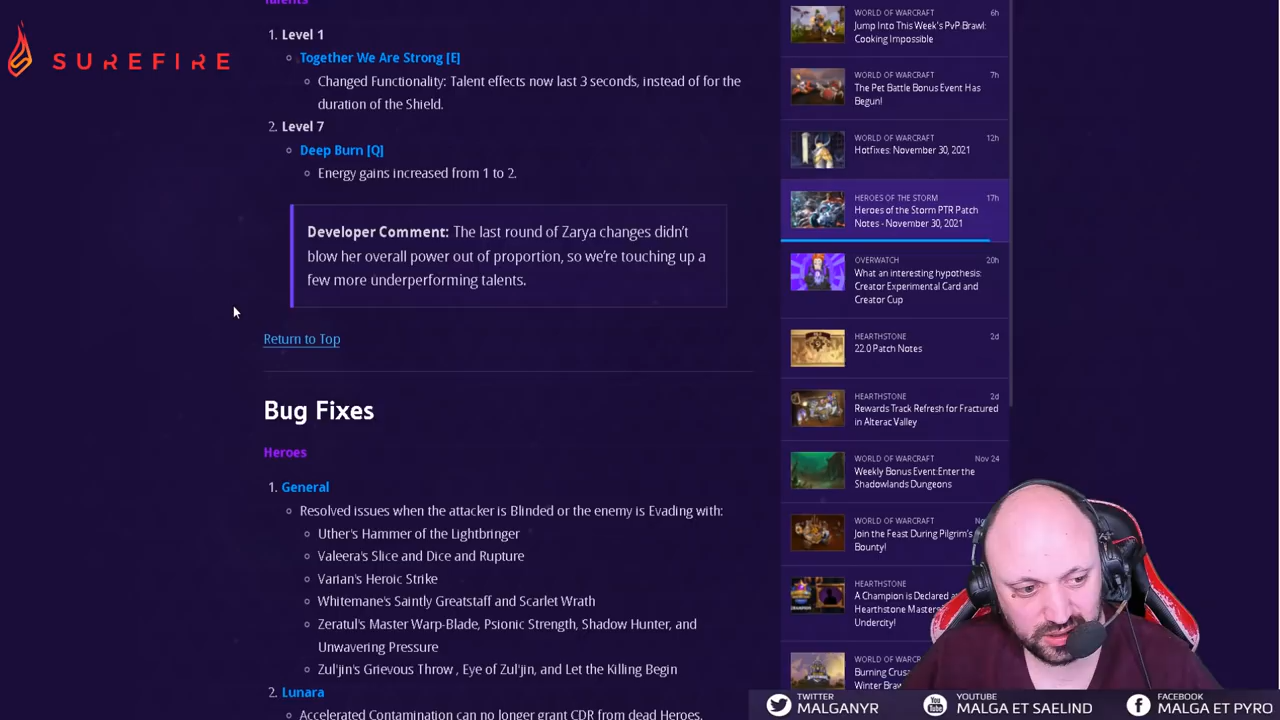 Talents
SUREFIRE
1. Level 1
Together We Are Strong [E]
Changed Functionality: Talent effects now last 3 seconds, instead of for the
duration of the Shield.
2. Level 7
Deep Burn [Q]
Energy gains increased from 1 to 2.
Developer Comment: The last round of Zarya changes didn't
blow her overall power out of proportion, so we're touching up a
few more underperforming talents.
Return to Top
Bug Fixes
Heroes
1. General
Resolved issues when the attacker is Blinded or the enemy is Evading with:
Uther's Hammer of the Lightbringer
Valeera's Slice and Dice and Rupture
Varian's Heroic Strike
Whitemane's Saintly Greatstaff and Scarlet Wrath
Zeratul's Master Warp-Blade, Psionic Strength, Shadow Hunter, and
Unwavering Pressure
Zul'jin's Grievous Throw , Eye of Zul'jin, and Let the Killing Begin
2. Lunara
Accelerated Contamination can no longer grant CDR from dead Heroes.
WORLD OF WARCRAFT 6h
Jump Into This Week's PvP Brawl:
Cooking Impossible
WORLD OF WARCRAFT 7h
The Pet Battle Bonus Event Has
Begun!
WORLD OF WARCRAFT 12h
Hotfixes: November 30, 2021
HEROES OF THE STORM 17h
Heroes of the Storm PTR Patch
Notes - November 30, 2021
OVERWATCH 20h
What an interesting hypothesis:
Creator Experimental Card and
Creator Cup
HEARTHSTONE 2d
22.0 Patch Notes
HEARTHSTONE 2d
Rewards Track Refresh for Fractured
in Alterac Valley
WORLD OF WARCRAFT Nov 24
Weekly Bonus Event:Enter the
Shadowlands Dungeons
WORLD OF WARCRAFT
Join the Feast During Pilgrim's
Bounty!
HEARTHSTONE
A Champion is Declared
Hearthstone
Undercity!
WORLD OF
Burning
Winter
TWITTER
MALGANYR
YOUTUBE
MALGA ET SAELIND
FACEBOOK
MALGA ET PYRO